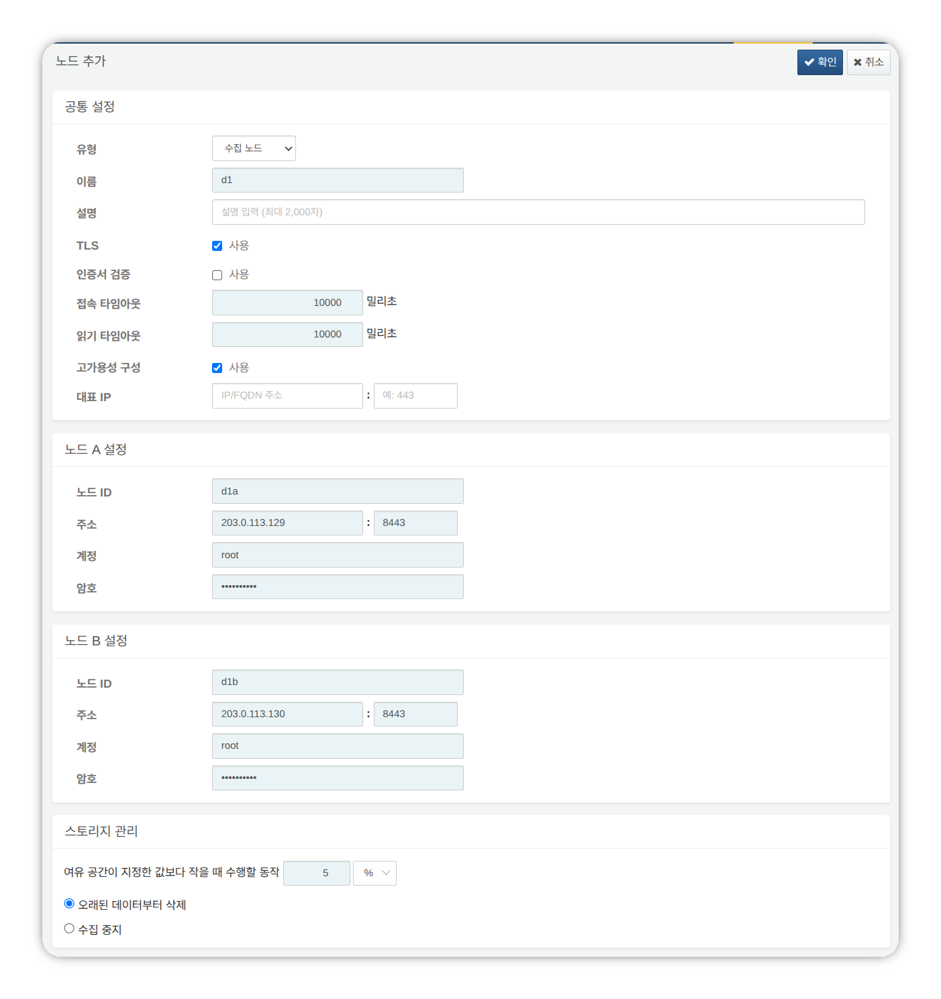 노드 추가
확인 취소
공통 설정
유형 수집 노드
이름 d1
설명 설명 입력 (최대 2,000자)
TLS 사용
인증서 검증 사용
접속 타임아웃 10000 밀리초
읽기 타임아웃 10000 밀리초
고가용성 구성 사용
대표 IP IP/FQDN 주소 : 예: 443
노드 A 설정
노드 ID d1a
주소 203.0.113.129 : 8443
계정 root
암호 ••••••••••
노드 B 설정
노드 ID d1b
주소 203.0.113.130 : 8443
계정 root
암호 ••••••••••
스토리지 관리
여유 공간이 지정한 값보다 작을 때 수행할 동작 5 %
오래된 데이터부터 삭제
수집 중지